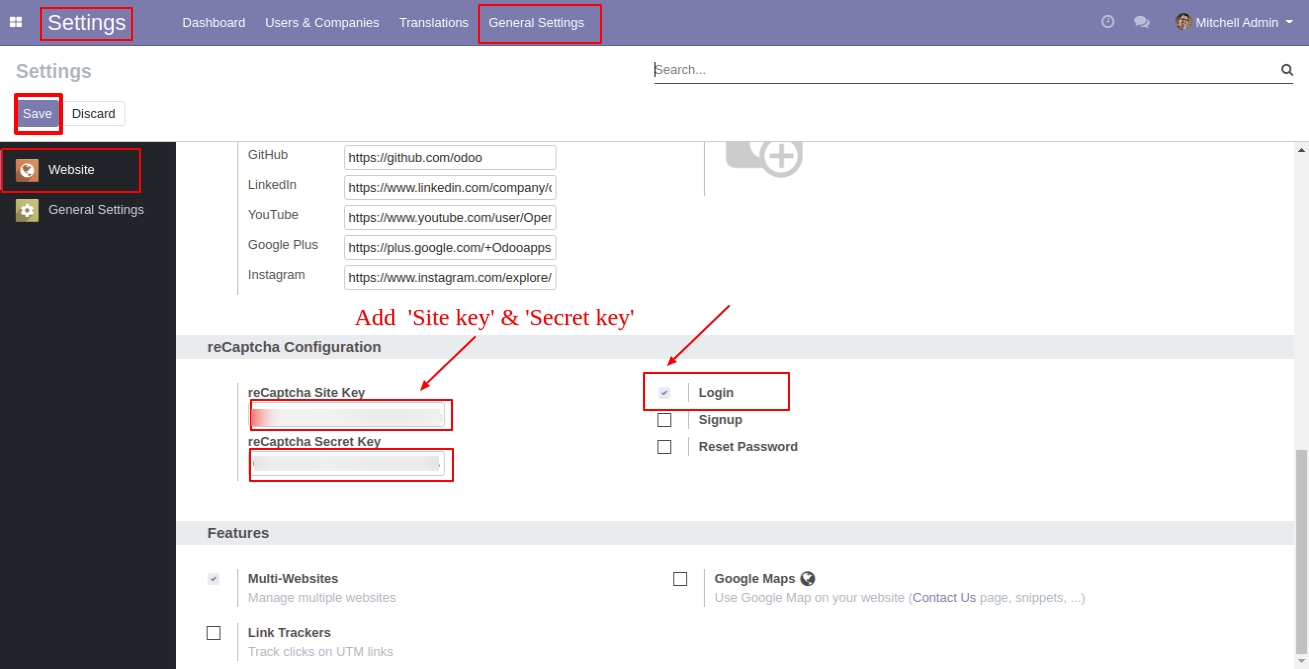 Settings Dashboard Users & Companies Translations General Settings Mitchell Admin
Settings
Search...
Save Discard
Website
General Settings
GitHub https://github.com/odoo
LinkedIn https://www.linkedin.com/company/
YouTube https://www.youtube.com/user/Oper
Google Plus https://plus.google.com/+Odooapps
Instagram https://www.instagram.com/explore/
Add 'Site key' & 'Secret key'
reCaptcha Configuration
reCaptcha Site Key
reCaptcha Secret Key
Login
Signup
Reset Password
Features
Multi-Websites
Manage multiple websites
Google Maps
Use Google Map on your website (Contact Us page, snippets, ...)
Link Trackers
Track clicks on UTM links